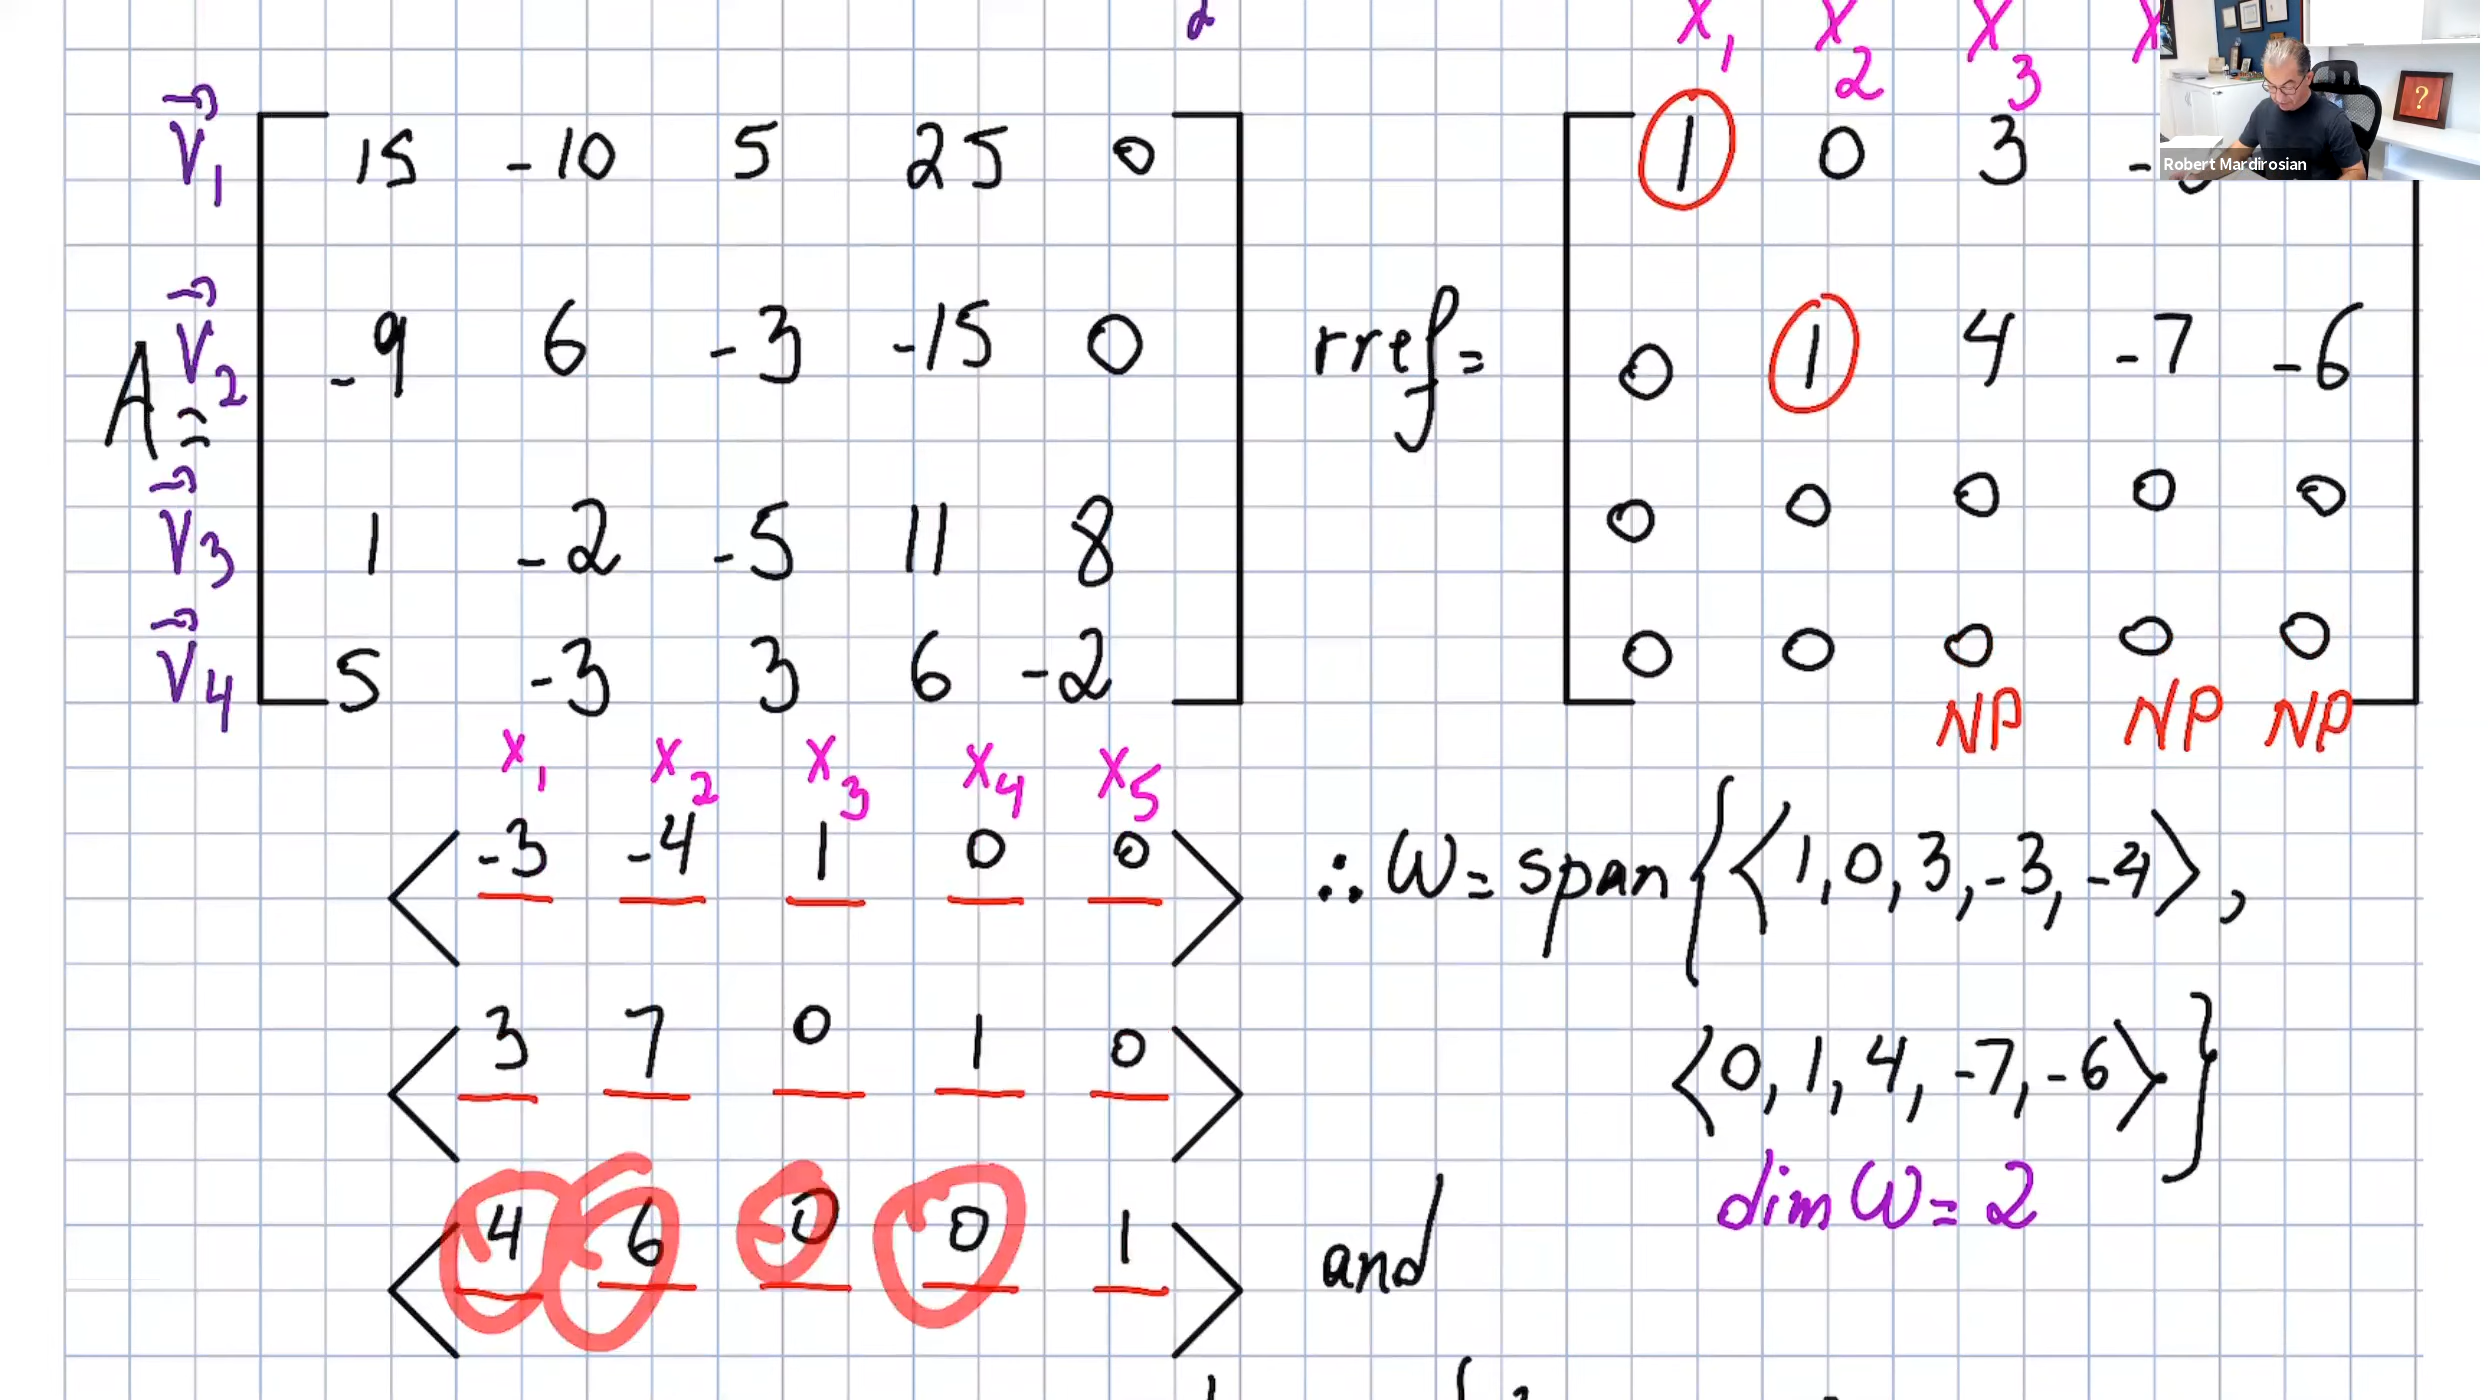 2
x1 x2 x3 x
v1 15 -10 5 25 0 1 0 3 -
Robert Mardirosian
?
A = v2 -9 6 -3 -15 0 rref= 0 1 4 -7 -6
v3 1 -2 -5 11 8 0 0 0 0 0
v4 5 -3 3 6 -2 0 0 0 0 0
NP NP NP
x1 x2 x3 x4 x5
<-3 -4 1 0 0> ∴ W = span {<1, 0, 3, -3, -4>,
<3 7 0 1 0> <0, 1, 4, -7, -6>}
dim W = 2
<4 6 0 0 1> and